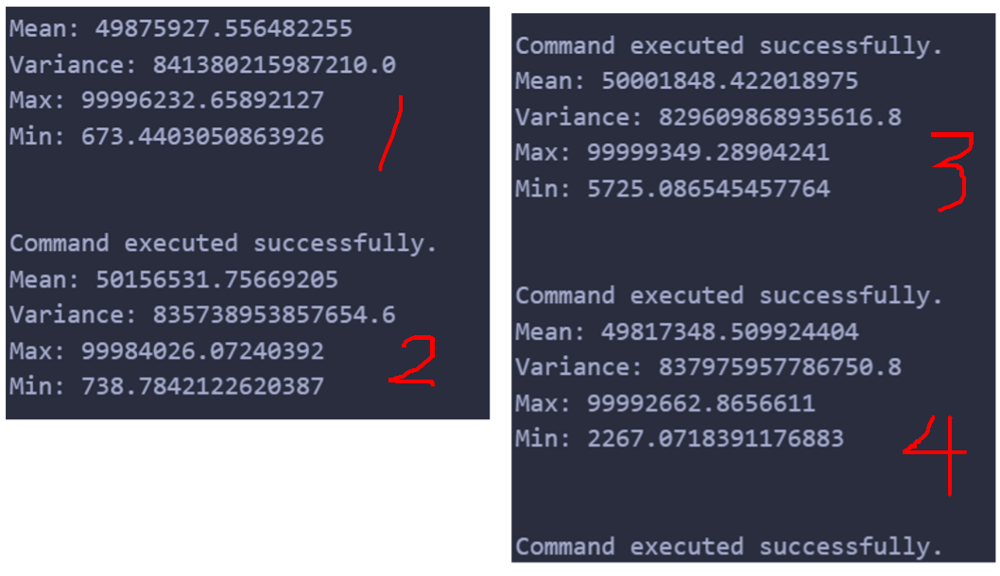 Mean: 49875927.556482255
Variance: 841380215987210.0
Max: 99996232.65892127
Min: 673.4403050863926
1
Command executed successfully.
Mean: 50156531.75669205
Variance: 835738953857654.6
Max: 99984026.07240392
Min: 738.7842122620387
2
Command executed successfully.
Mean: 50001848.422018975
Variance: 829609868935616.8
Max: 99999349.28904241
Min: 5725.086545457764
3
Command executed successfully.
Mean: 49817348.509924404
Variance: 837975957786750.8
Max: 99992662.8656611
Min: 2267.0718391176883
4
Command executed successfully.